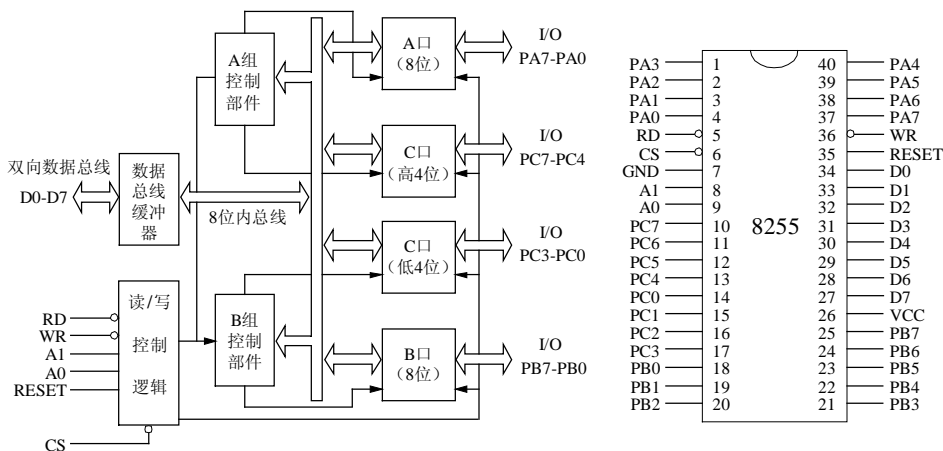 A组
控制
部件
A口
(8位)
I/O
PA7-PA0
C口
(高4位)
I/O
PC7-PC4
双向数据总线
D0-D7
数据
总线
缓冲
器
8位内总线
C口
(低4位)
I/O
PC3-PC0
RD
WR
A1
A0
RESET
CS
读/写
控制
逻辑
B组
控制
部件
B口
(8位)
I/O
PB7-PB0
8255
PA3 1 40 PA4
PA2 2 39 PA5
PA1 3 38 PA6
PA0 4 37 PA7
RD 5 36 WR
CS 6 35 RESET
GND 7 34 D0
A1 8 33 D1
A0 9 32 D2
PC7 10 31 D3
PC6 11 30 D4
PC5 12 29 D5
PC4 13 28 D6
PC0 14 27 D7
PC1 15 26 VCC
PC2 16 25 PB7
PC3 17 24 PB6
PB0 18 23 PB5
PB1 19 22 PB4
PB2 20 21 PB3